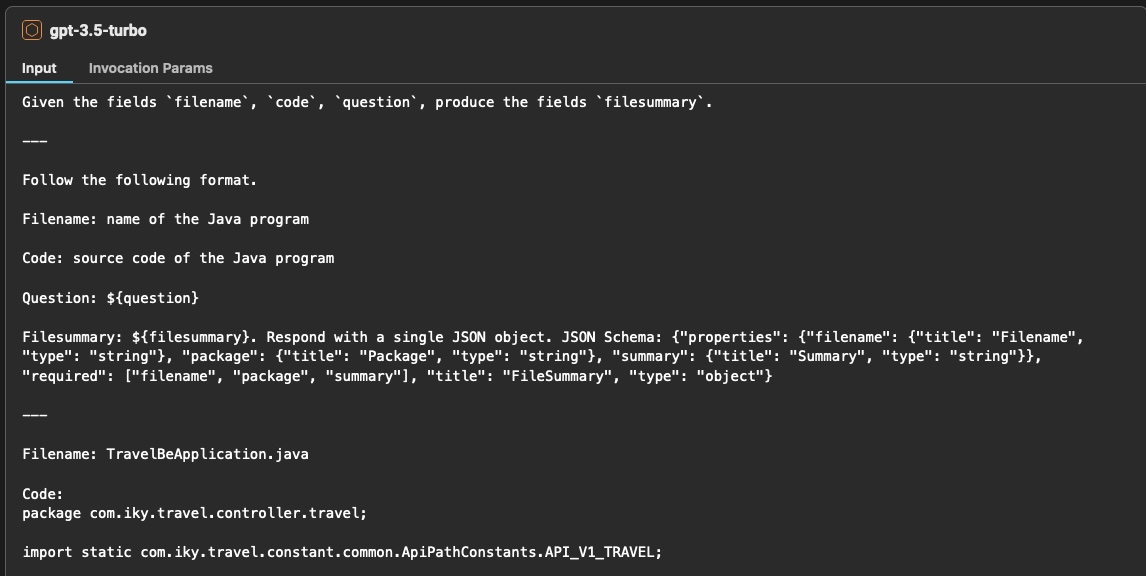 gpt-3.5-turbo
Input Invocation Params
Given the fields `filename`, `code`, `question`, produce the fields `filesummary`.
---
Follow the following format.
Filename: name of the Java program
Code: source code of the Java program
Question: ${question}
Filesummary: ${filesummary}. Respond with a single JSON object. JSON Schema: {"properties": {"filename": {"title": "Filename",
"type": "string"}, "package": {"title": "Package", "type": "string"}, "summary": {"title": "Summary", "type": "string"}},
"required": ["filename", "package", "summary"], "title": "FileSummary", "type": "object"}
---
Filename: TravelBeApplication.java
Code:
package com.iky.travel.controller.travel;
import static com.iky.travel.constant.common.ApiPathConstants.API_V1_TRAVEL;